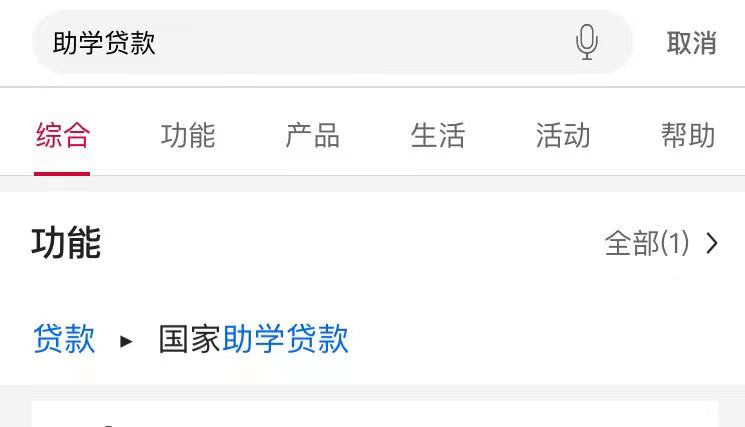 助学贷款 取消
综合 功能 产品 生活 活动 帮助
功能 全部(1) >
贷款 ▸ 国家助学贷款